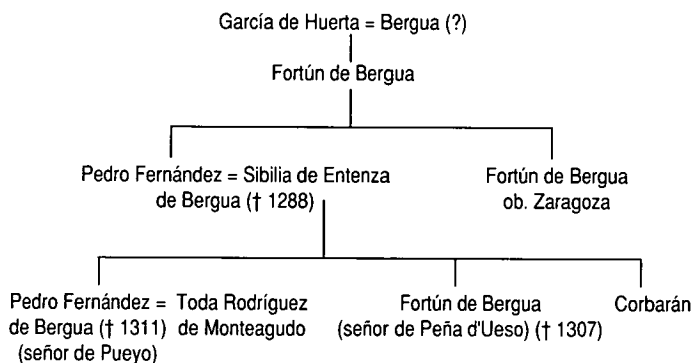 García de Huerta = Bergua (?)
Fortún de Bergua
Pedro Fernández = Sibilia de Entenza
de Bergua († 1288)
Fortún de Bergua
ob. Zaragoza
Pedro Fernández = Toda Rodríguez
de Bergua († 1311) de Monteagudo
(señor de Pueyo)
Fortún de Bergua
(señor de Peña d'Ueso) († 1307)
Corbarán